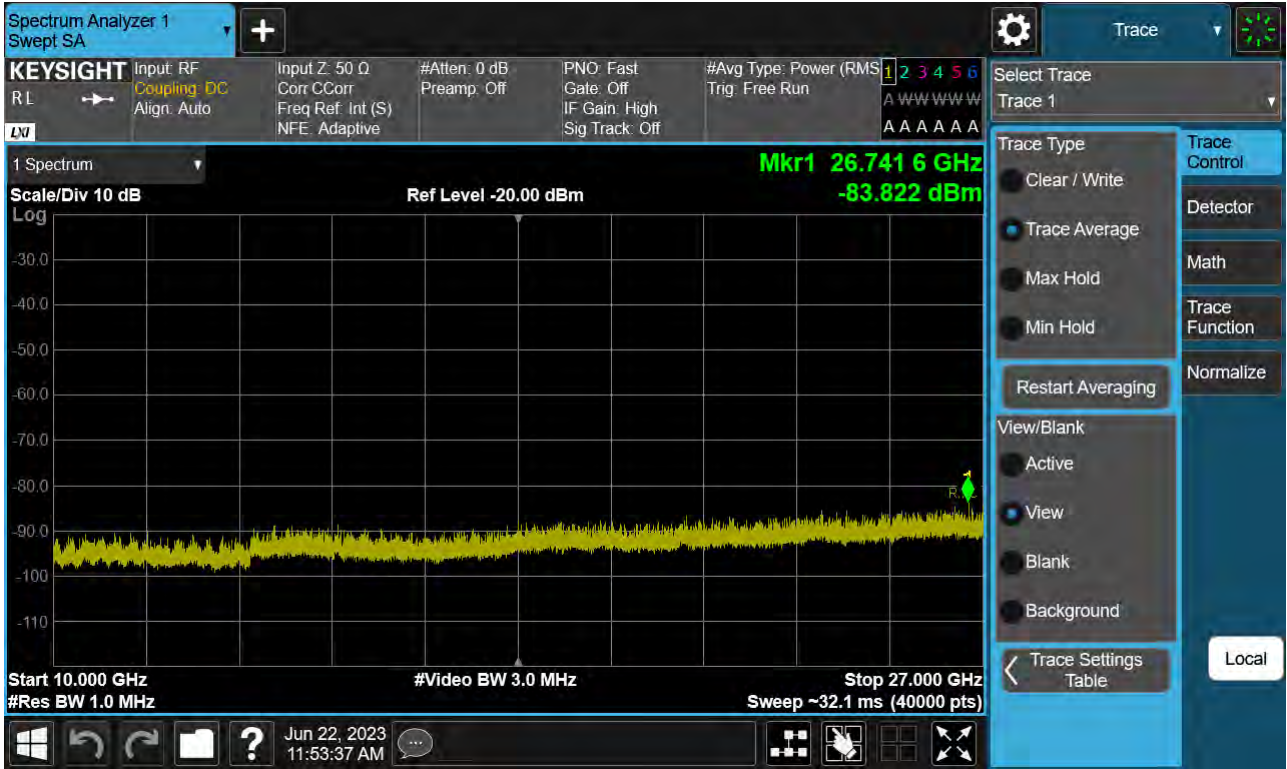 Spectrum Analyzer 1
Swept SA
+
Trace
KEYSIGHT
RL
LXI
Input: RF
Coupling: DC
Align: Auto
Input Z: 50 Ω
Corr CCorr
Freq Ref: Int (S)
NFE: Adaptive
#Atten: 0 dB
Preamp: Off
PNO: Fast
Gate: Off
IF Gain: High
Sig Track: Off
#Avg Type: Power (RMS
Trig: Free Run
1 2 3 4 5 6
A W W W W W
A A A A A A
Select Trace
Trace 1
1 Spectrum
Scale/Div 10 dB
Log
Ref Level -20.00 dBm
Mkr1 26.741 6 GHz
-83.822 dBm
-30.0
-40.0
-50.0
-60.0
-70.0
-80.0
-90.0
-100
-110
1
Start 10.000 GHz
#Res BW 1.0 MHz
#Video BW 3.0 MHz
Stop 27.000 GHz
Sweep ~32.1 ms (40000 pts)
Trace Type
Clear / Write
Trace Average
Max Hold
Min Hold
Restart Averaging
View/Blank
Active
View
Blank
Background
Trace Settings
Table
Trace
Control
Detector
Math
Trace
Function
Normalize
Local
?
Jun 22, 2023
11:53:37 AM